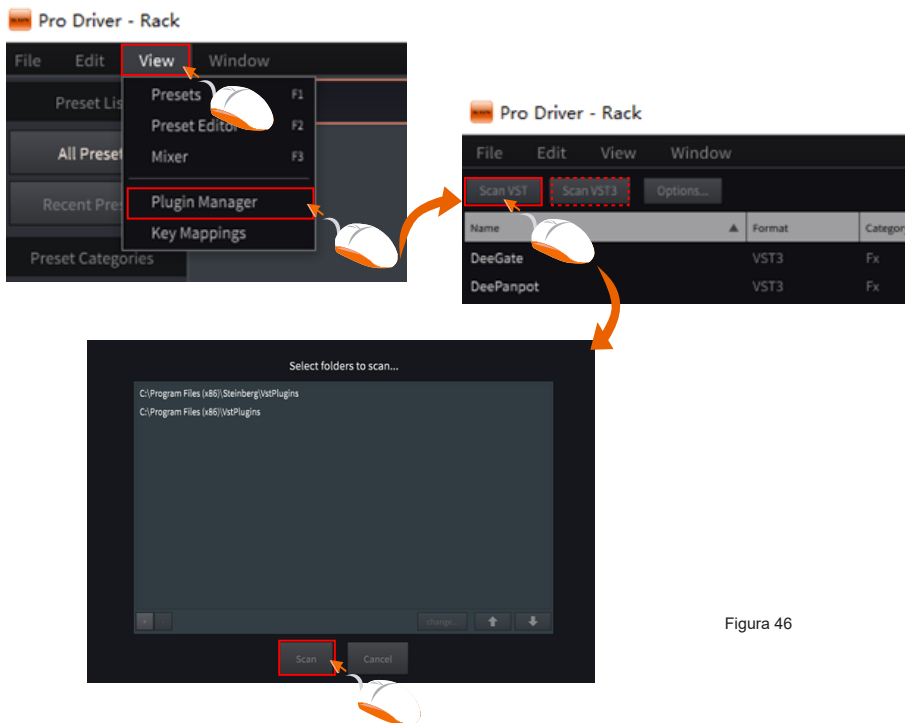 Pro Driver - Rack
File Edit View Window
Preset Lis
Presets F1
Preset Editor F2
All Preset
Mixer F3
Recent Pre
Plugin Manager
Key Mappings
Preset Categories
Pro Driver - Rack
File Edit View Window
Scan VST Scan VST3 Options...
Name Format Category
DeeGate VST3 Fx
DeePanpot VST3 Fx
Select folders to scan...
C:\Program Files (x86)\Steinberg\VstPlugins
C:\Program Files (x86)\VstPlugins
+ -
change...
Scan Cancel
Figura 46